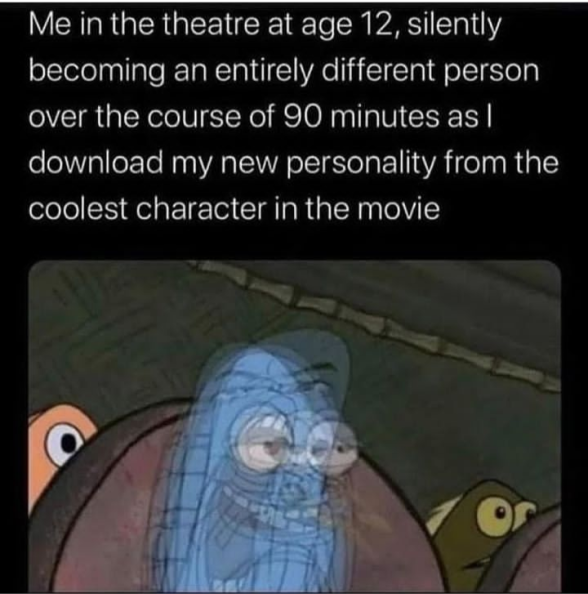 Me in the theatre at age 12, silently
becoming an entirely different person
over the course of 90 minutes as I
download my new personality from the
coolest character in the movie